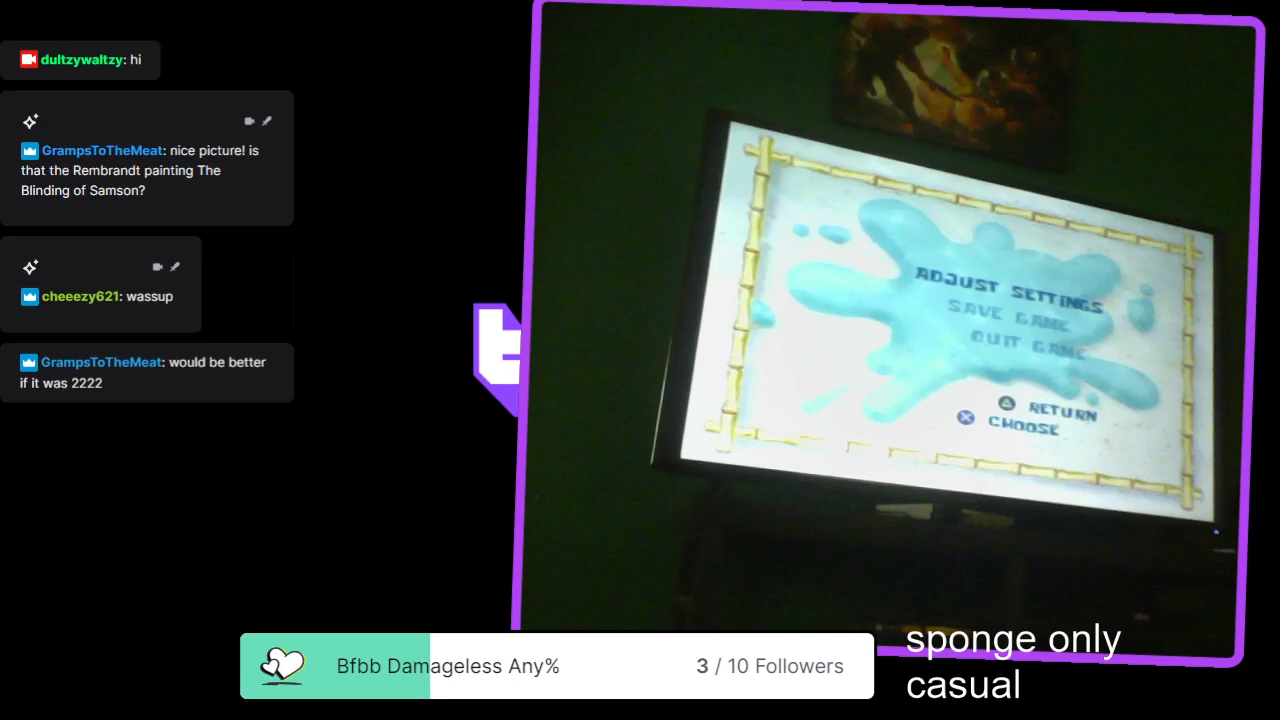 dultzywaltzy: hi
GrampsToTheMeat: nice picture! is
that the Rembrandt painting The
Blinding of Samson?
cheeezy621: wassup
GrampsToTheMeat: would be better
if it was 2222
ADJUST SETTINGS
SAVE GAME
QUIT GAME
RETURN
CHOOSE
Bfbb Damageless Any%
3 / 10 Followers
sponge only
casual